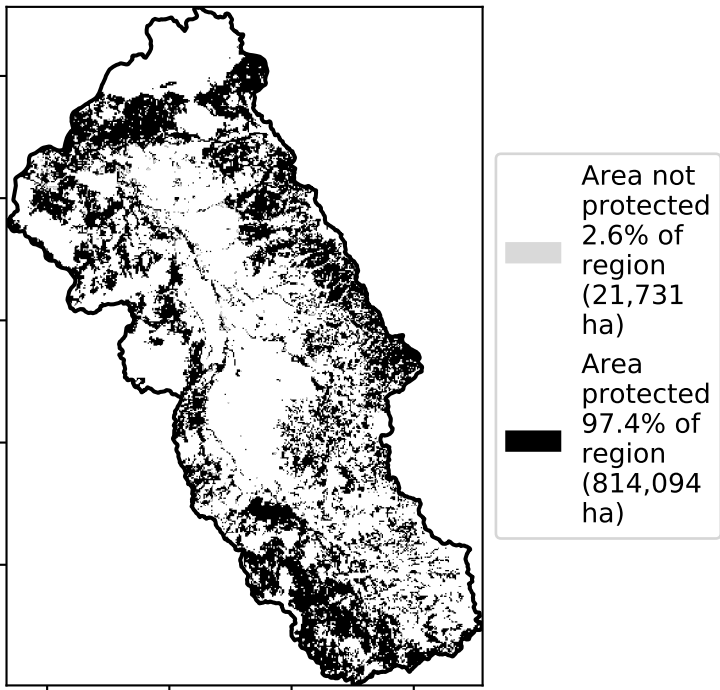 Area not
protected
2.6% of
region
(21,731
ha)
Area
protected
97.4% of
region
(814,094
ha)